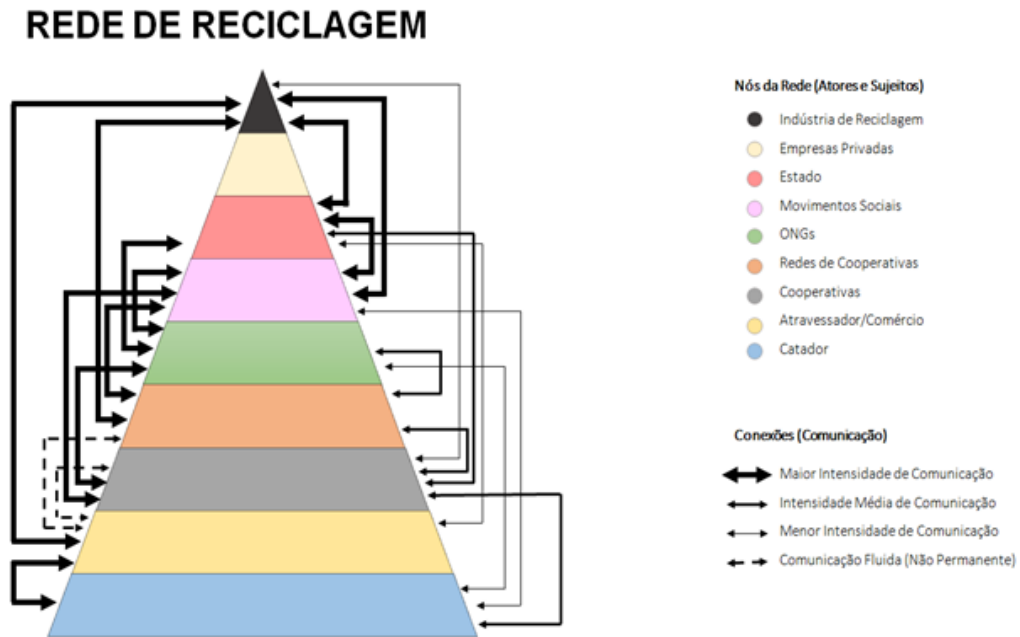 REDE DE RECICLAGEM
Nós da Rede (Atores e Sujeitos)
Indústria de Reciclagem
Empresas Privadas
Estado
Movimentos Sociais
ONGs
Redes de Cooperativas
Cooperativas
Atravessador/Comércio
Catador
Conexões (Comunicação)
Maior Intensidade de Comunicação
Intensidade Média de Comunicação
Menor Intensidade de Comunicação
Comunicação Fluida (Não Permanente)